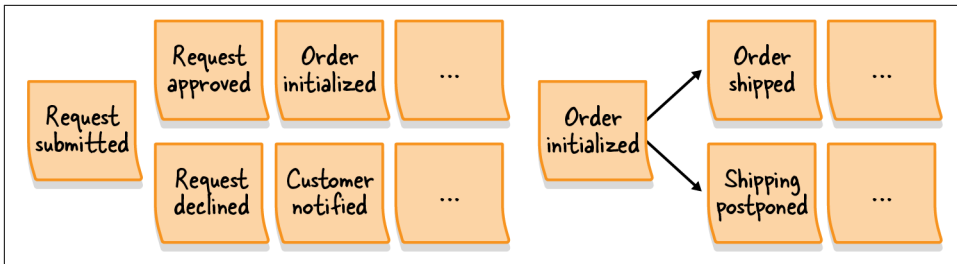 Request
submitted
Request
approved
Order
initialized
...
Request
declined
Customer
notified
...
Order
initialized
Order
shipped
...
Shipping
postponed
...